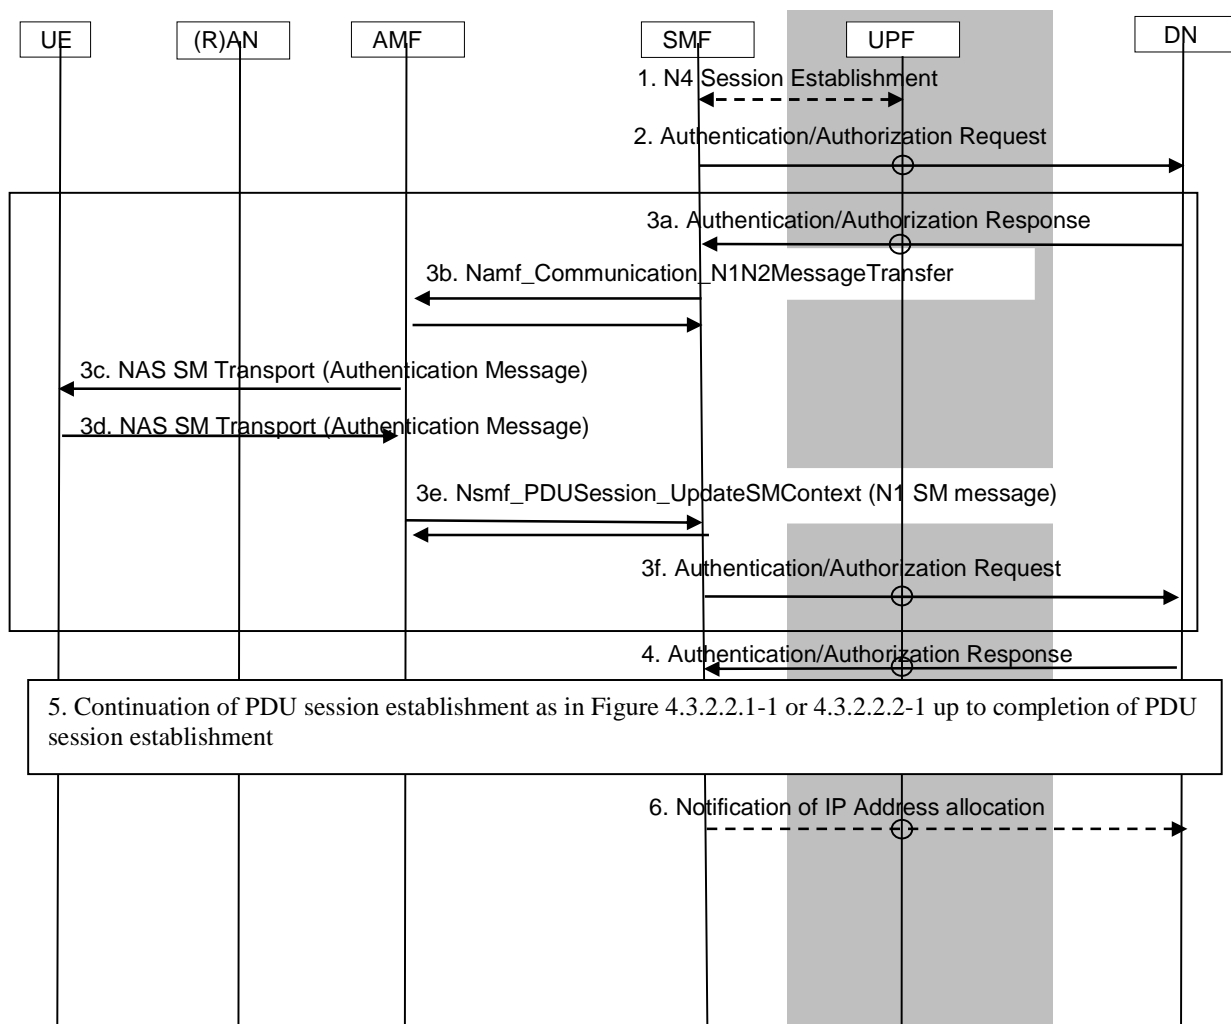 UE
(R)AN
AMF
SMF
UPF
DN
1. N4 Session Establishment
2. Authentication/Authorization Request
3a. Authentication/Authorization Response
3b. Namf_Communication_N1N2MessageTransfer
3c. NAS SM Transport (Authentication Message)
3d. NAS SM Transport (Authentication Message)
3e. Nsmf_PDUSession_UpdateSMContext (N1 SM message)
3f. Authentication/Authorization Request
4. Authentication/Authorization Response
5. Continuation of PDU session establishment as in Figure 4.3.2.2.1-1 or 4.3.2.2.2-1 up to completion of PDU
session establishment
6. Notification of IP Address allocation